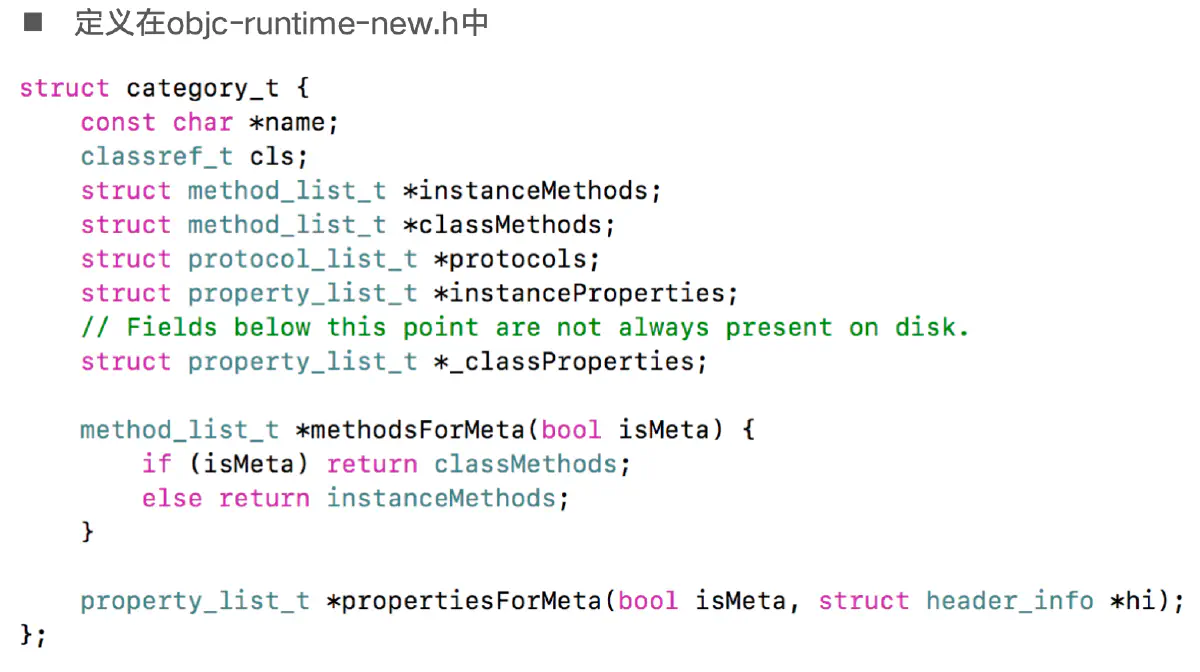 ■ 定义在objc-runtime-new.h中
struct category_t {
    const char *name;
    classref_t cls;
    struct method_list_t *instanceMethods;
    struct method_list_t *classMethods;
    struct protocol_list_t *protocols;
    struct property_list_t *instanceProperties;
    // Fields below this point are not always present on disk.
    struct property_list_t *_classProperties;
    method_list_t *methodsForMeta(bool isMeta) {
        if (isMeta) return classMethods;
        else return instanceMethods;
    }
    property_list_t *propertiesForMeta(bool isMeta, struct header_info *hi);
};